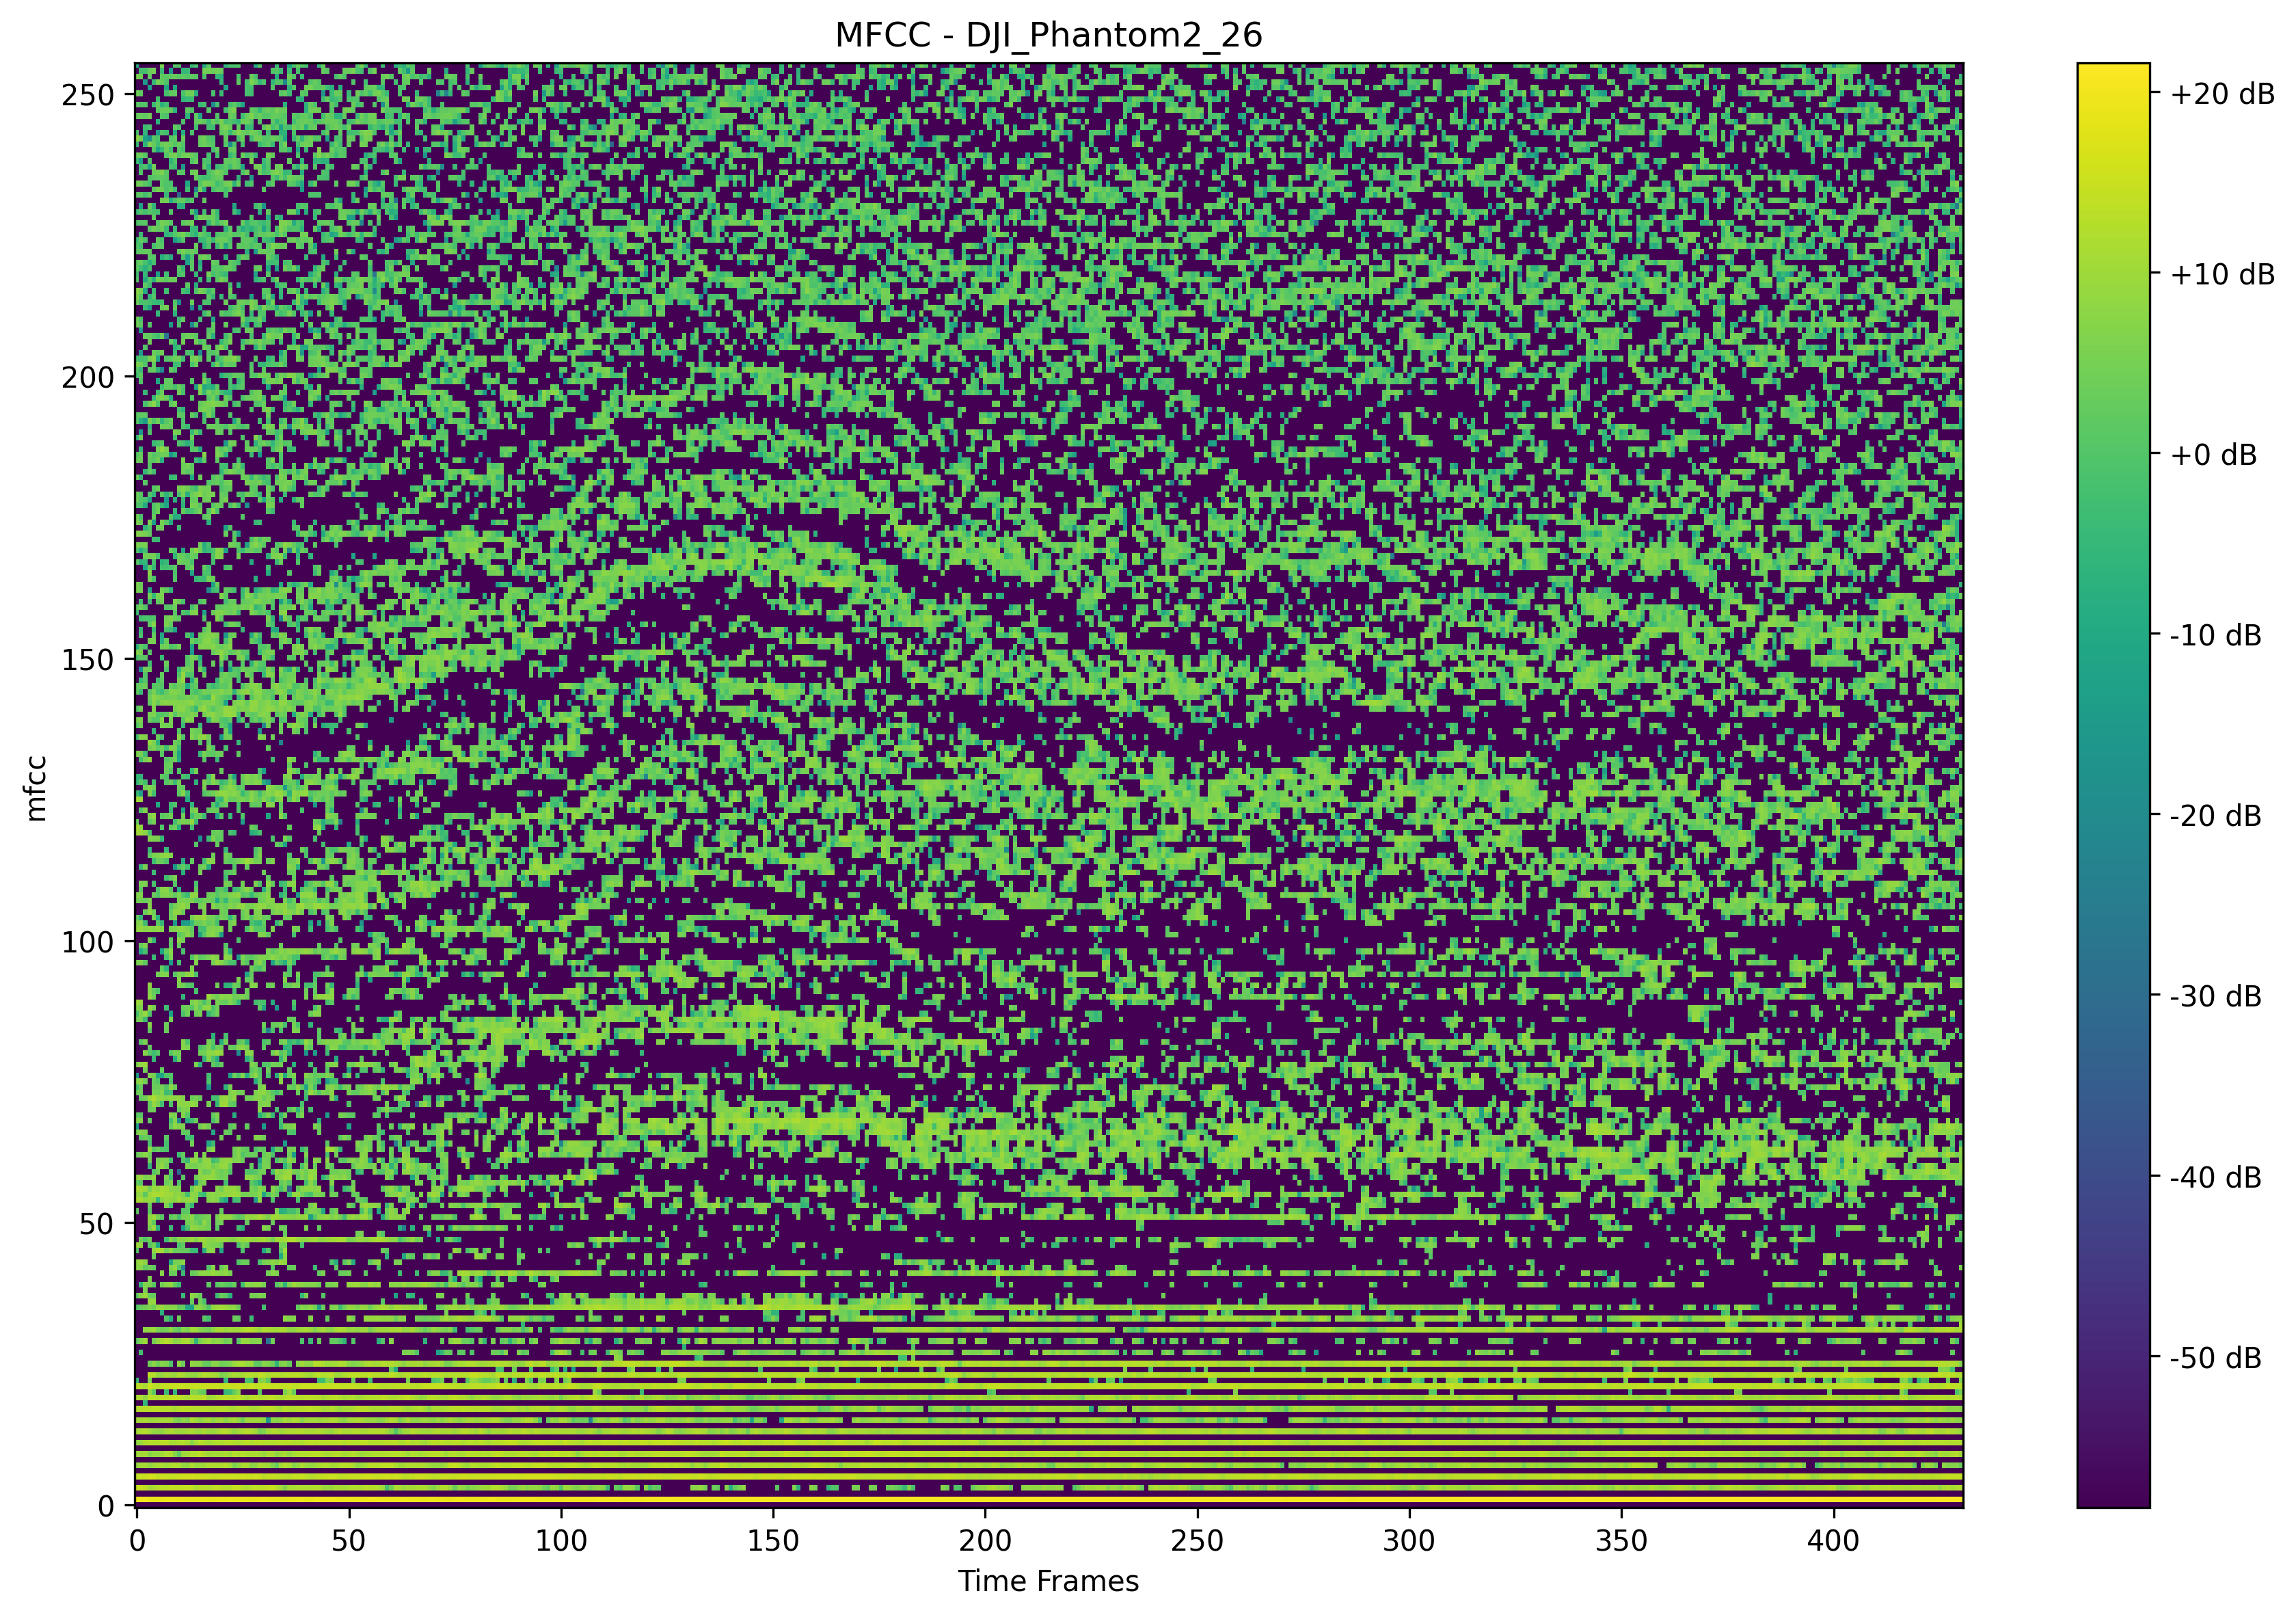 MFCC - DJI_Phantom2_26
250
200
150
100
50
0
mfcc
0 50 100 150 200 250 300 350 400
Time Frames
+20 dB
+10 dB
+0 dB
-10 dB
-20 dB
-30 dB
-40 dB
-50 dB